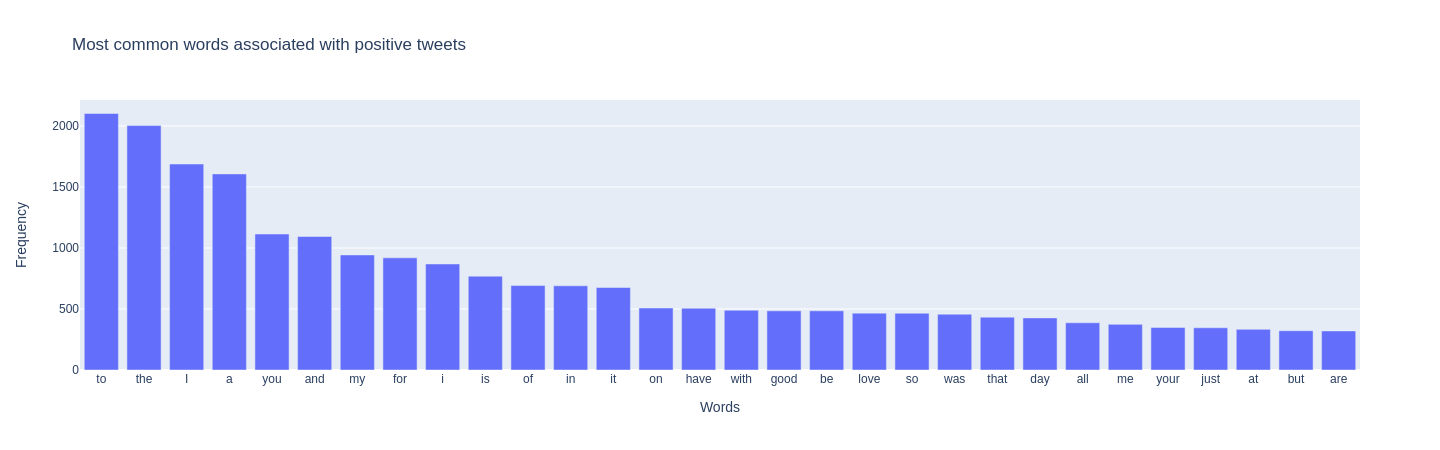 Most common words associated with positive tweets
2000
1500
1000
500
0
Frequency
to the I a you and my for i is of in it on have with good be love so was that day all me your just at but are
Words